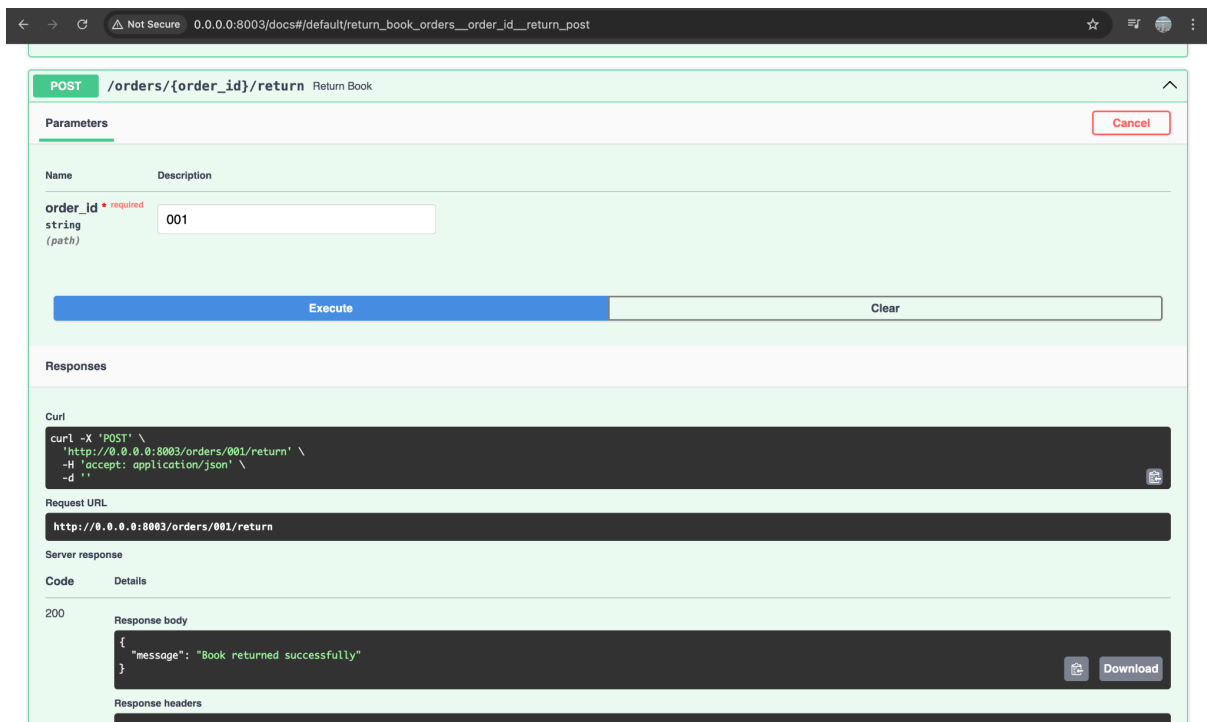 Not Secure 0.0.0.0:8003/docs#/default/return_book_orders__order_id__return_post
POST /orders/{order_id}/return Return Book
Parameters
Cancel
Name Description
order_id * required
string
(path)
001
Execute Clear
Responses
Curl
curl -X 'POST' \
'http://0.0.0.0:8003/orders/001/return' \
-H 'accept: application/json' \
-d ''
Request URL
http://0.0.0.0:8003/orders/001/return
Server response
Code Details
200
Response body
{
"message": "Book returned successfully"
}
Download
Response headers